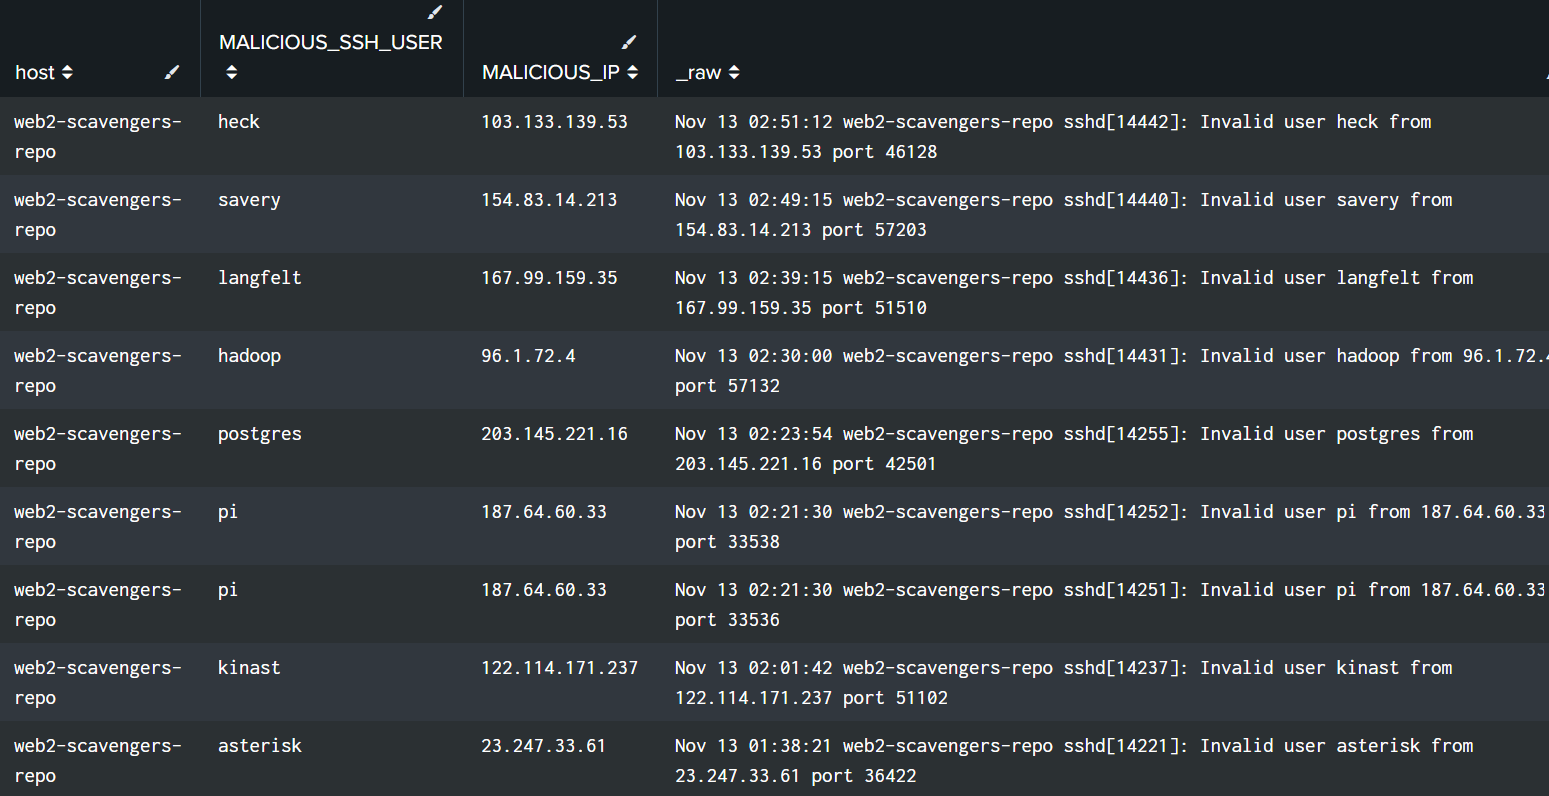 host MALICIOUS_SSH_USER MALICIOUS_IP _raw
web2-scavengers-repo heck 103.133.139.53 Nov 13 02:51:12 web2-scavengers-repo sshd[14442]: Invalid user heck from
103.133.139.53 port 46128
web2-scavengers-repo savery 154.83.14.213 Nov 13 02:49:15 web2-scavengers-repo sshd[14440]: Invalid user savery from
154.83.14.213 port 57203
web2-scavengers-repo langfelt 167.99.159.35 Nov 13 02:39:15 web2-scavengers-repo sshd[14436]: Invalid user langfelt from
167.99.159.35 port 51510
web2-scavengers-repo hadoop 96.1.72.4 Nov 13 02:30:00 web2-scavengers-repo sshd[14431]: Invalid user hadoop from 96.1.72.4
port 57132
web2-scavengers-repo postgres 203.145.221.16 Nov 13 02:23:54 web2-scavengers-repo sshd[14255]: Invalid user postgres from
203.145.221.16 port 42501
web2-scavengers-repo pi 187.64.60.33 Nov 13 02:21:30 web2-scavengers-repo sshd[14252]: Invalid user pi from 187.64.60.33
port 33538
web2-scavengers-repo pi 187.64.60.33 Nov 13 02:21:30 web2-scavengers-repo sshd[14251]: Invalid user pi from 187.64.60.33
port 33536
web2-scavengers-repo kinast 122.114.171.237 Nov 13 02:01:42 web2-scavengers-repo sshd[14237]: Invalid user kinast from
122.114.171.237 port 51102
web2-scavengers-repo asterisk 23.247.33.61 Nov 13 01:38:21 web2-scavengers-repo sshd[14221]: Invalid user asterisk from
23.247.33.61 port 36422